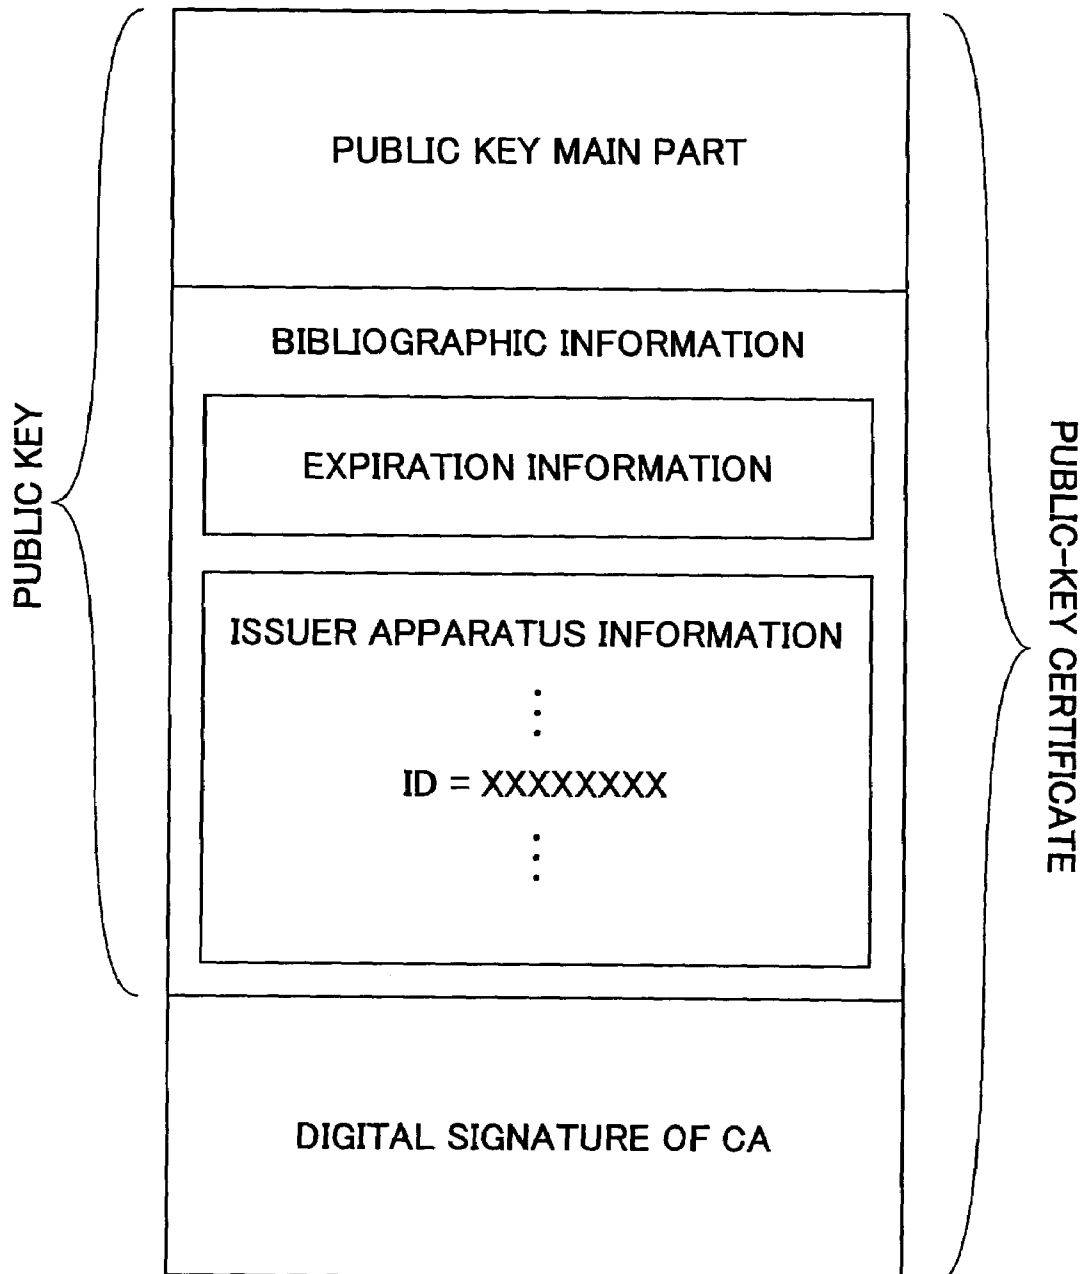 PUBLIC KEY MAIN PART
BIBLIOGRAPHIC INFORMATION
EXPIRATION INFORMATION
ISSUER APPARATUS INFORMATION
ID = XXXXXXXX
PUBLIC KEY
PUBLIC-KEY CERTIFICATE
DIGITAL SIGNATURE OF CA